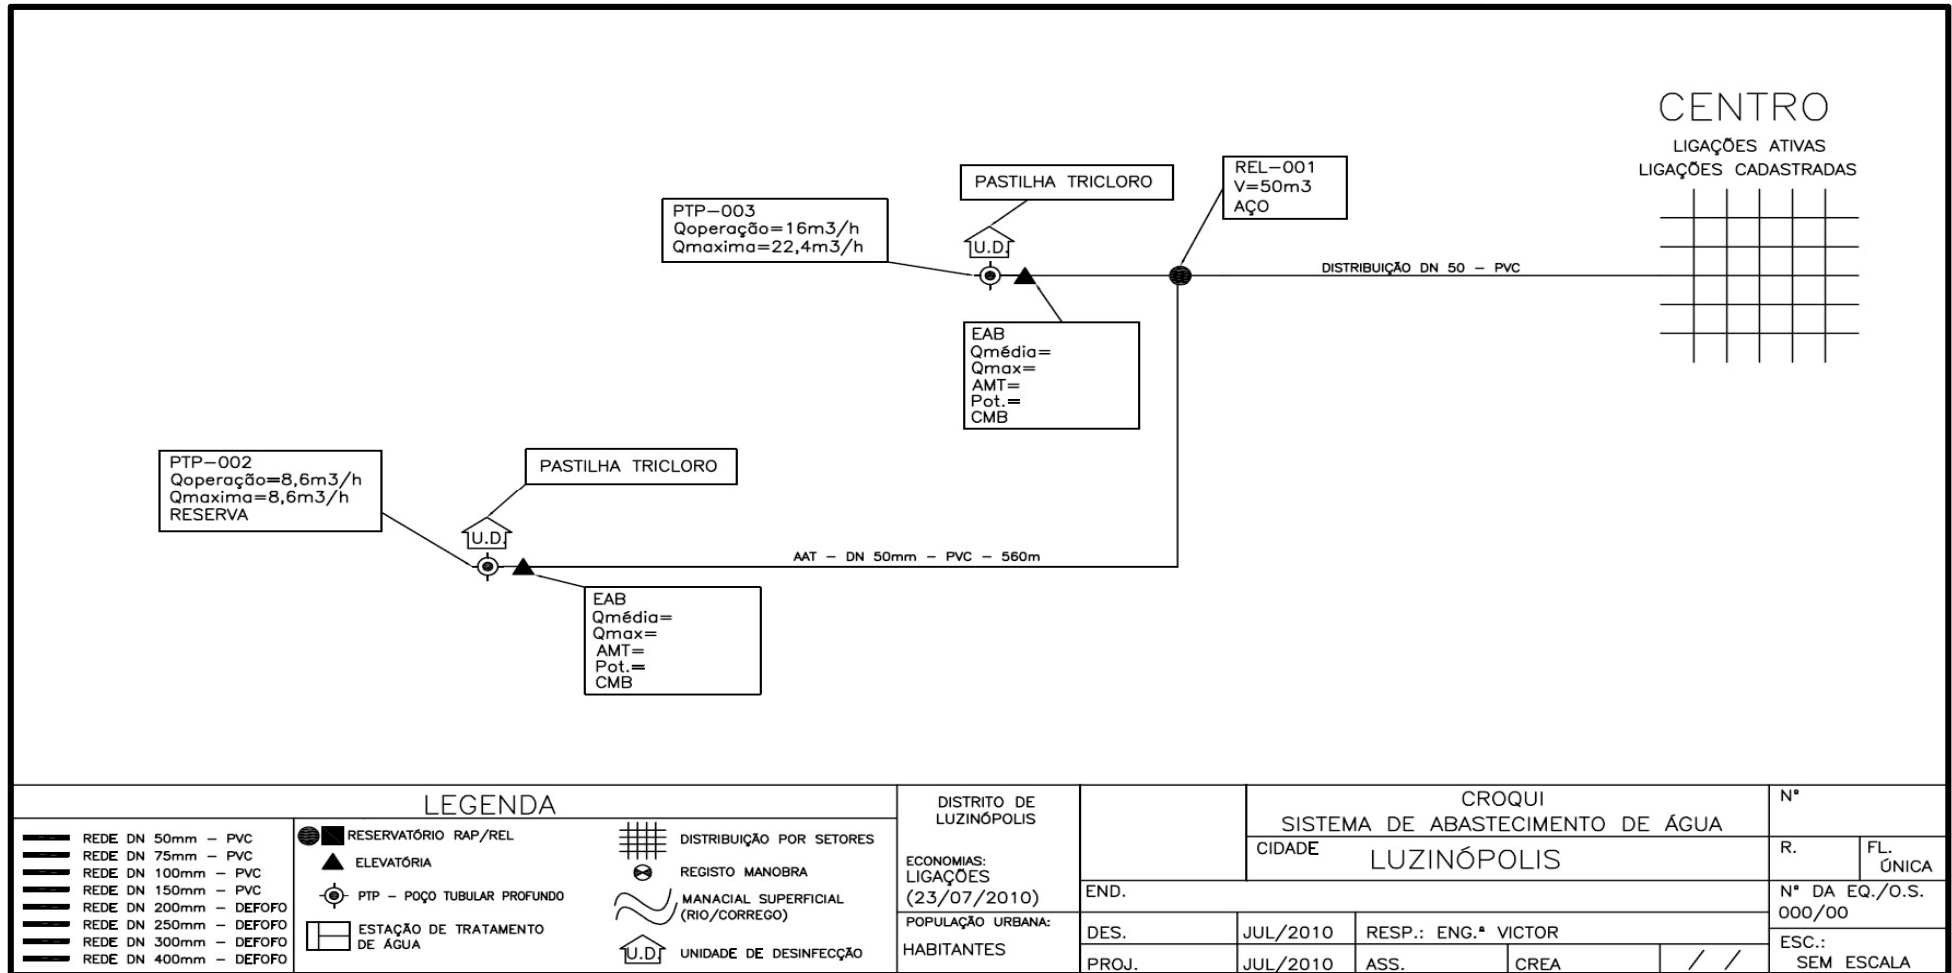 CENTRO
LIGAÇÕES ATIVAS
LIGAÇÕES CADASTRADAS
REL-001
V=50m3
AÇO
PASTILHA TRICLORO
PTP-003
Qoperação=16m3/h
Qmaxima=22,4m3/h
U.D.
DISTRIBUIÇÃO DN 50 - PVC
EAB
Qmédia=
Qmax=
AMT=
Pot.=
CMB
PTP-002
Qoperação=8,6m3/h
Qmaxima=8,6m3/h
RESERVA
PASTILHA TRICLORO
U.D.
AAT - DN 50mm - PVC - 560m
EAB
Qmédia=
Qmax=
AMT=
Pot.=
CMB
LEGENDA
REDE DN 50mm - PVC
REDE DN 75mm - PVC
REDE DN 100mm - PVC
REDE DN 150mm - PVC
REDE DN 200mm - DEFOFO
REDE DN 250mm - DEFOFO
REDE DN 300mm - DEFOFO
REDE DN 400mm - DEFOFO
RESERVATÓRIO RAP/REL
ELEVATÓRIA
PTP - POÇO TUBULAR PROFUNDO
ESTAÇÃO DE TRATAMENTO
DE ÁGUA
DISTRIBUIÇÃO POR SETORES
REGISTO MANOBRA
MANACIAL SUPERFICIAL
(RIO/CORREGO)
U.D.
UNIDADE DE DESINFECÇÃO
DISTRITO DE
LUZINÓPOLIS
ECONOMIAS:
LIGAÇÕES
(23/07/2010)
POPULAÇÃO URBANA:
HABITANTES
CROQUI
SISTEMA DE ABASTECIMENTO DE ÁGUA
CIDADE LUZINÓPOLIS
END.
DES. JUL/2010 RESP.: ENG.ª VICTOR
PROJ. JUL/2010 ASS. CREA / /
Nº
R. FL.
ÚNICA
Nº DA EQ./O.S.
000/00
ESC.:
SEM ESCALA